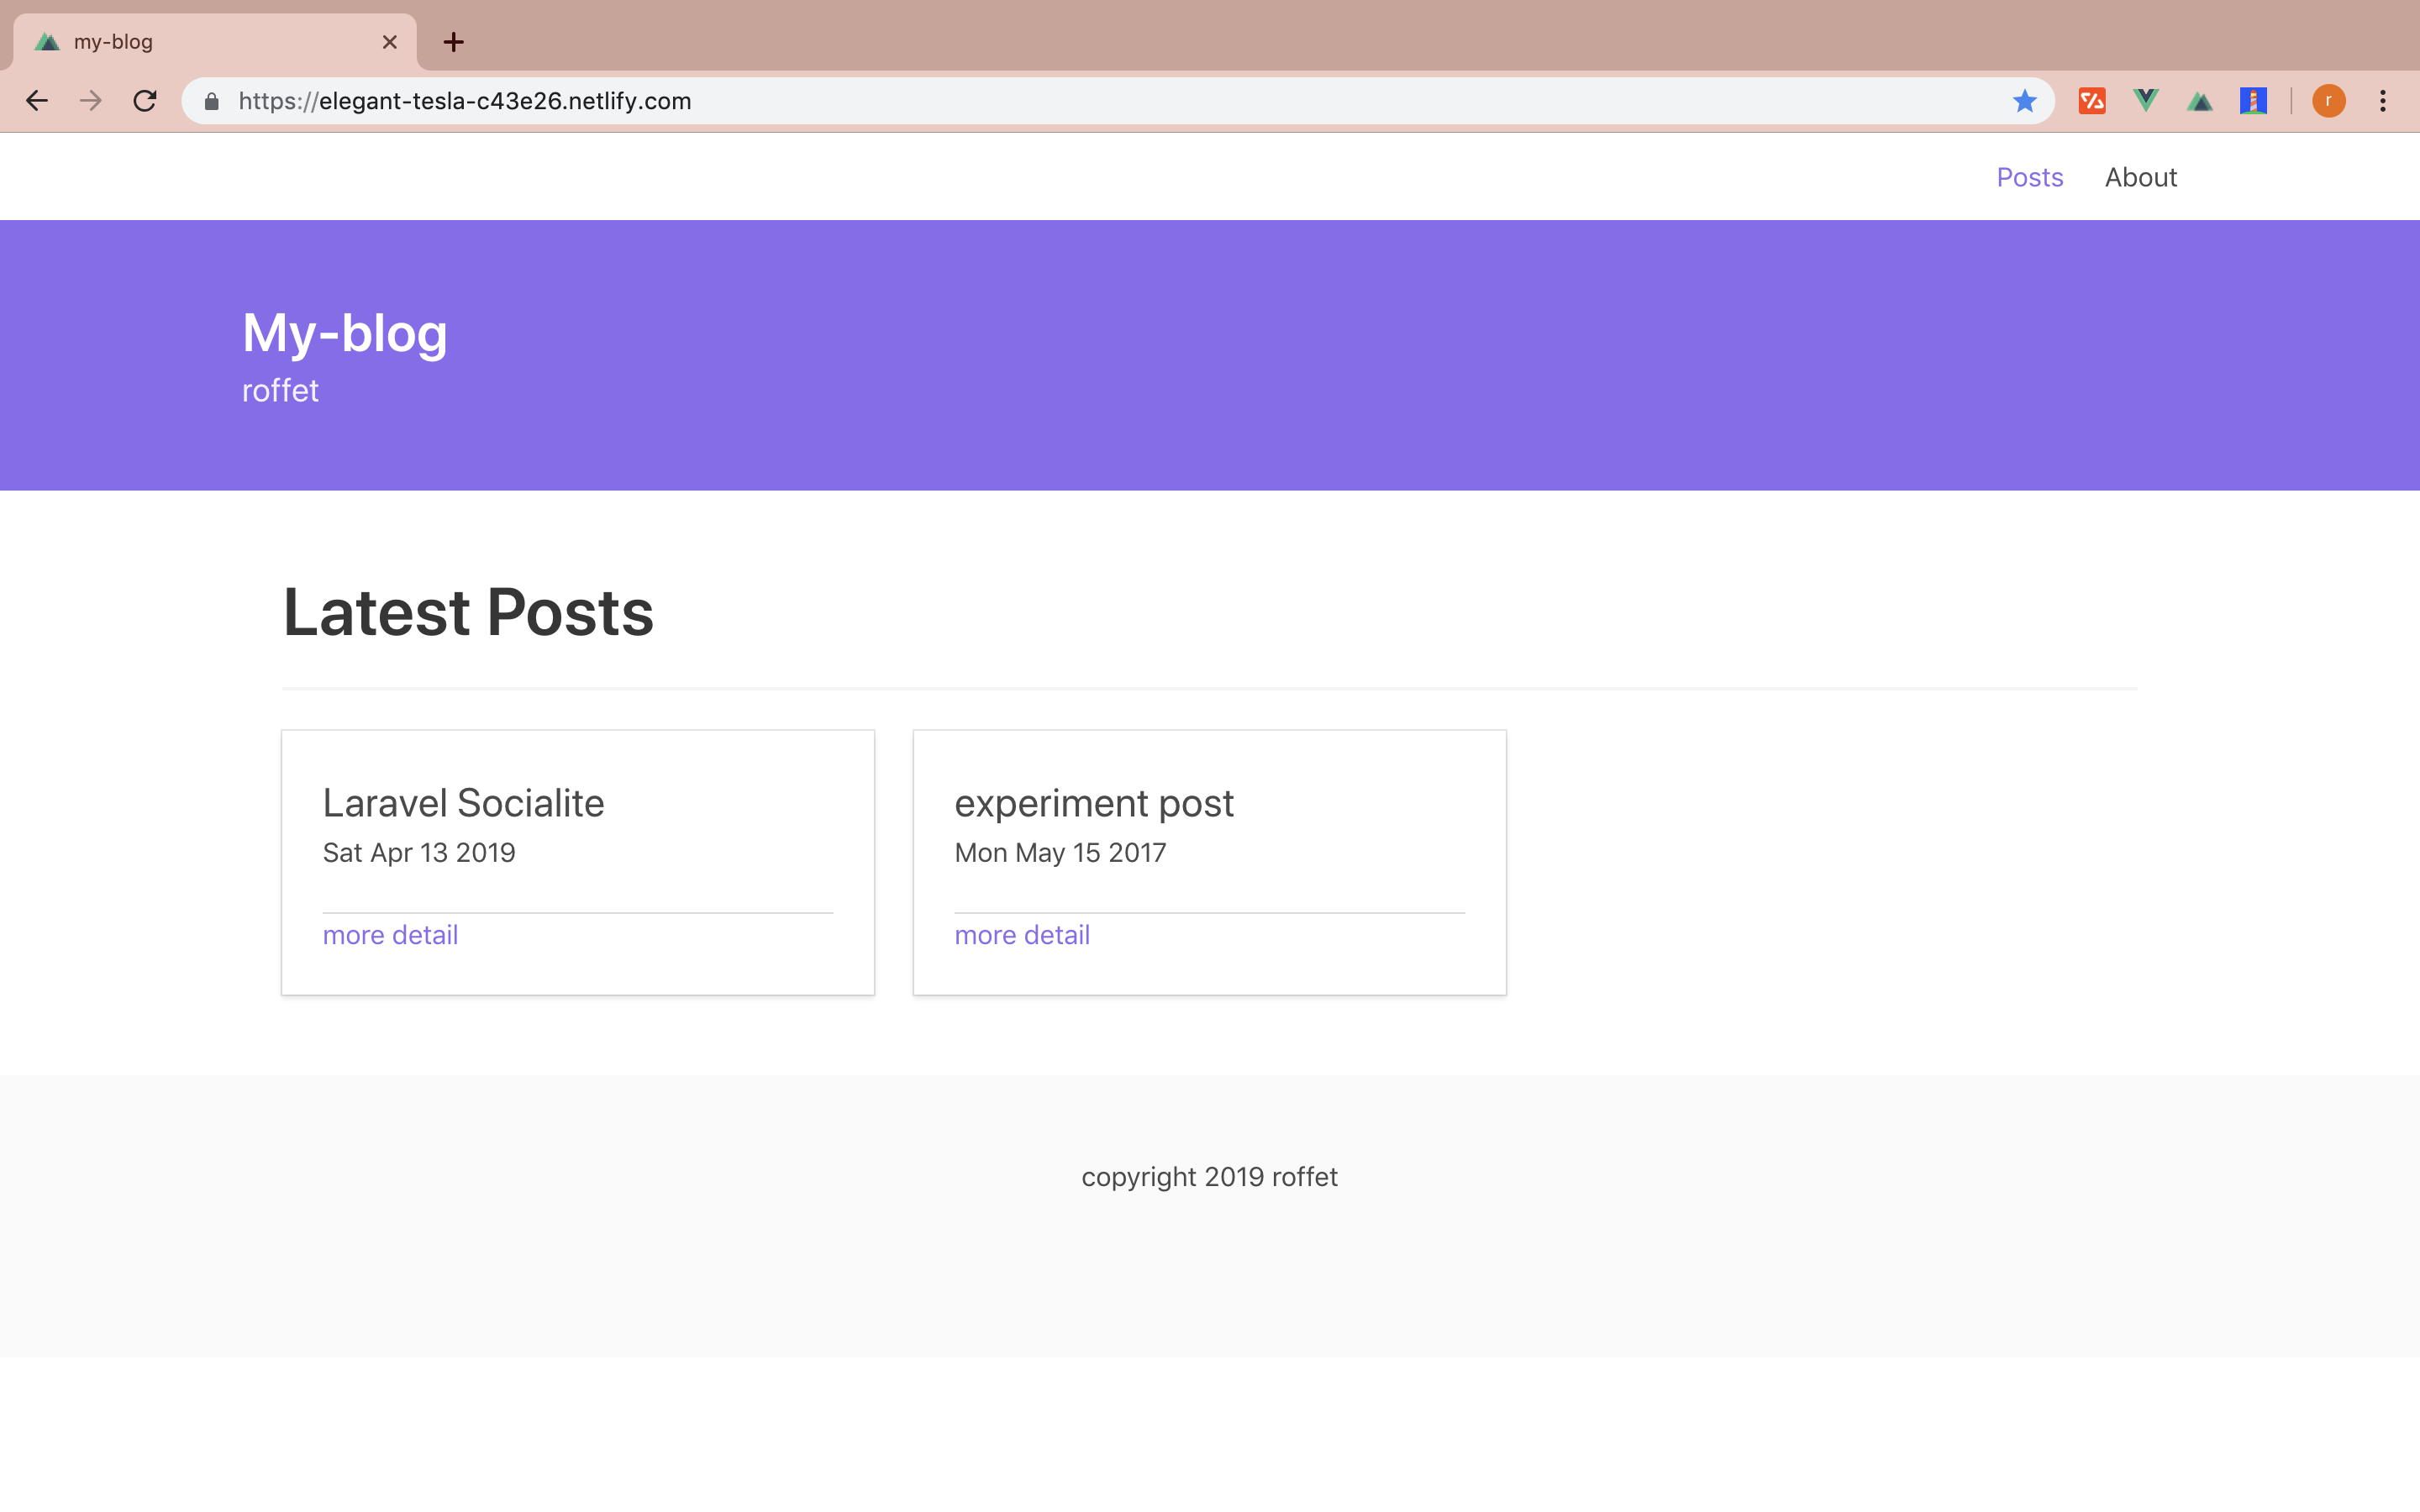 my-blog
https://elegant-tesla-c43e26.netlify.com
r
Posts About
My-blog
roffet
Latest Posts
Laravel Socialite
Sat Apr 13 2019
more detail
experiment post
Mon May 15 2017
more detail
copyright 2019 roffet